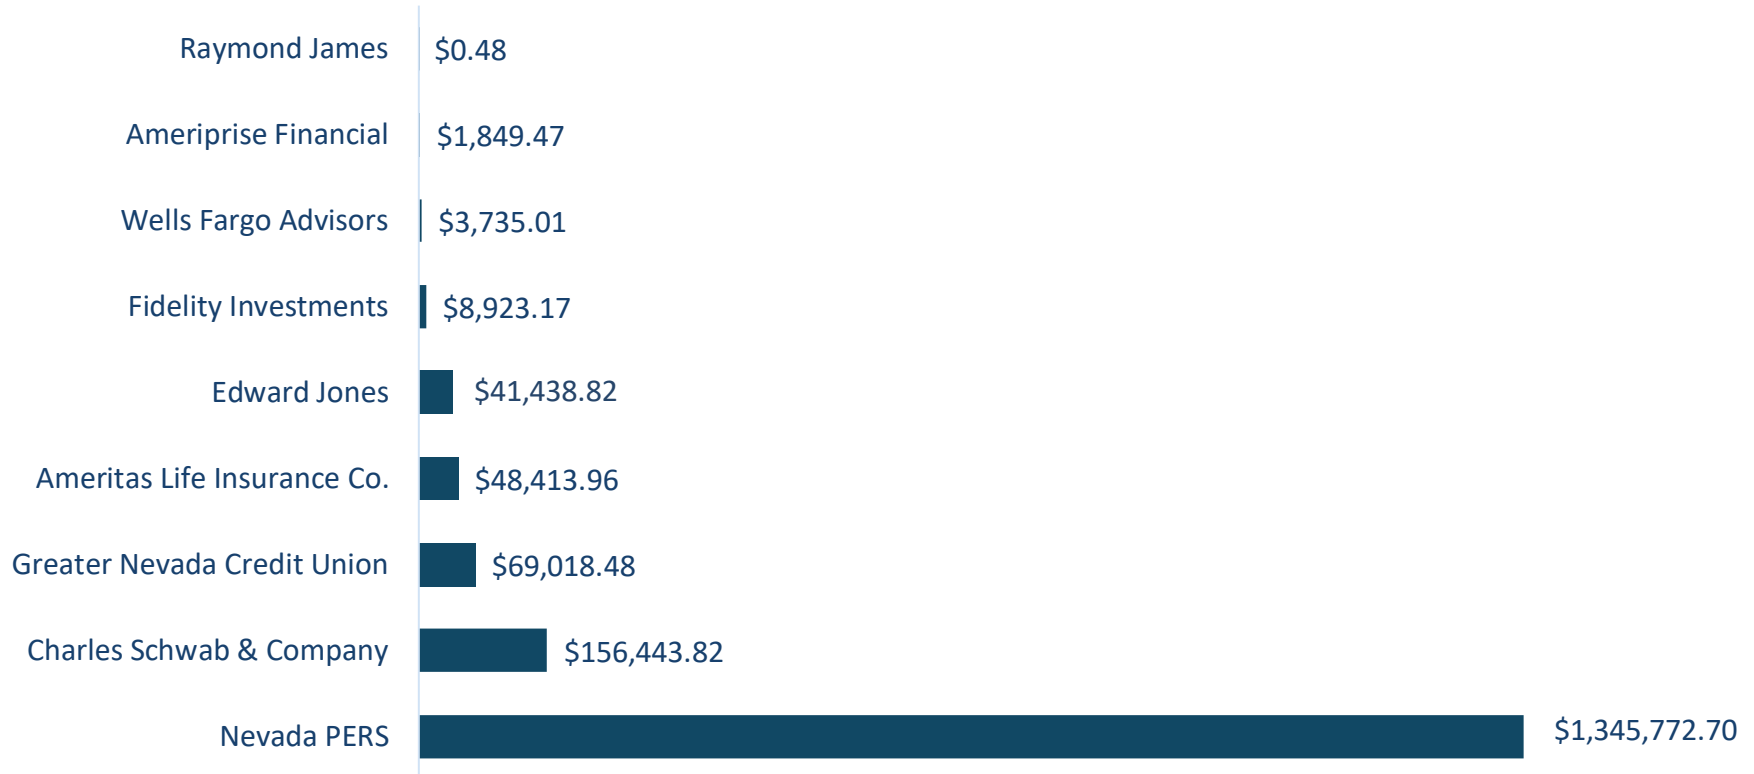 Raymond James $0.48
Ameriprise Financial $1,849.47
Wells Fargo Advisors $3,735.01
Fidelity Investments $8,923.17
Edward Jones $41,438.82
Ameritas Life Insurance Co. $48,413.96
Greater Nevada Credit Union $69,018.48
Charles Schwab & Company $156,443.82
Nevada PERS $1,345,772.70